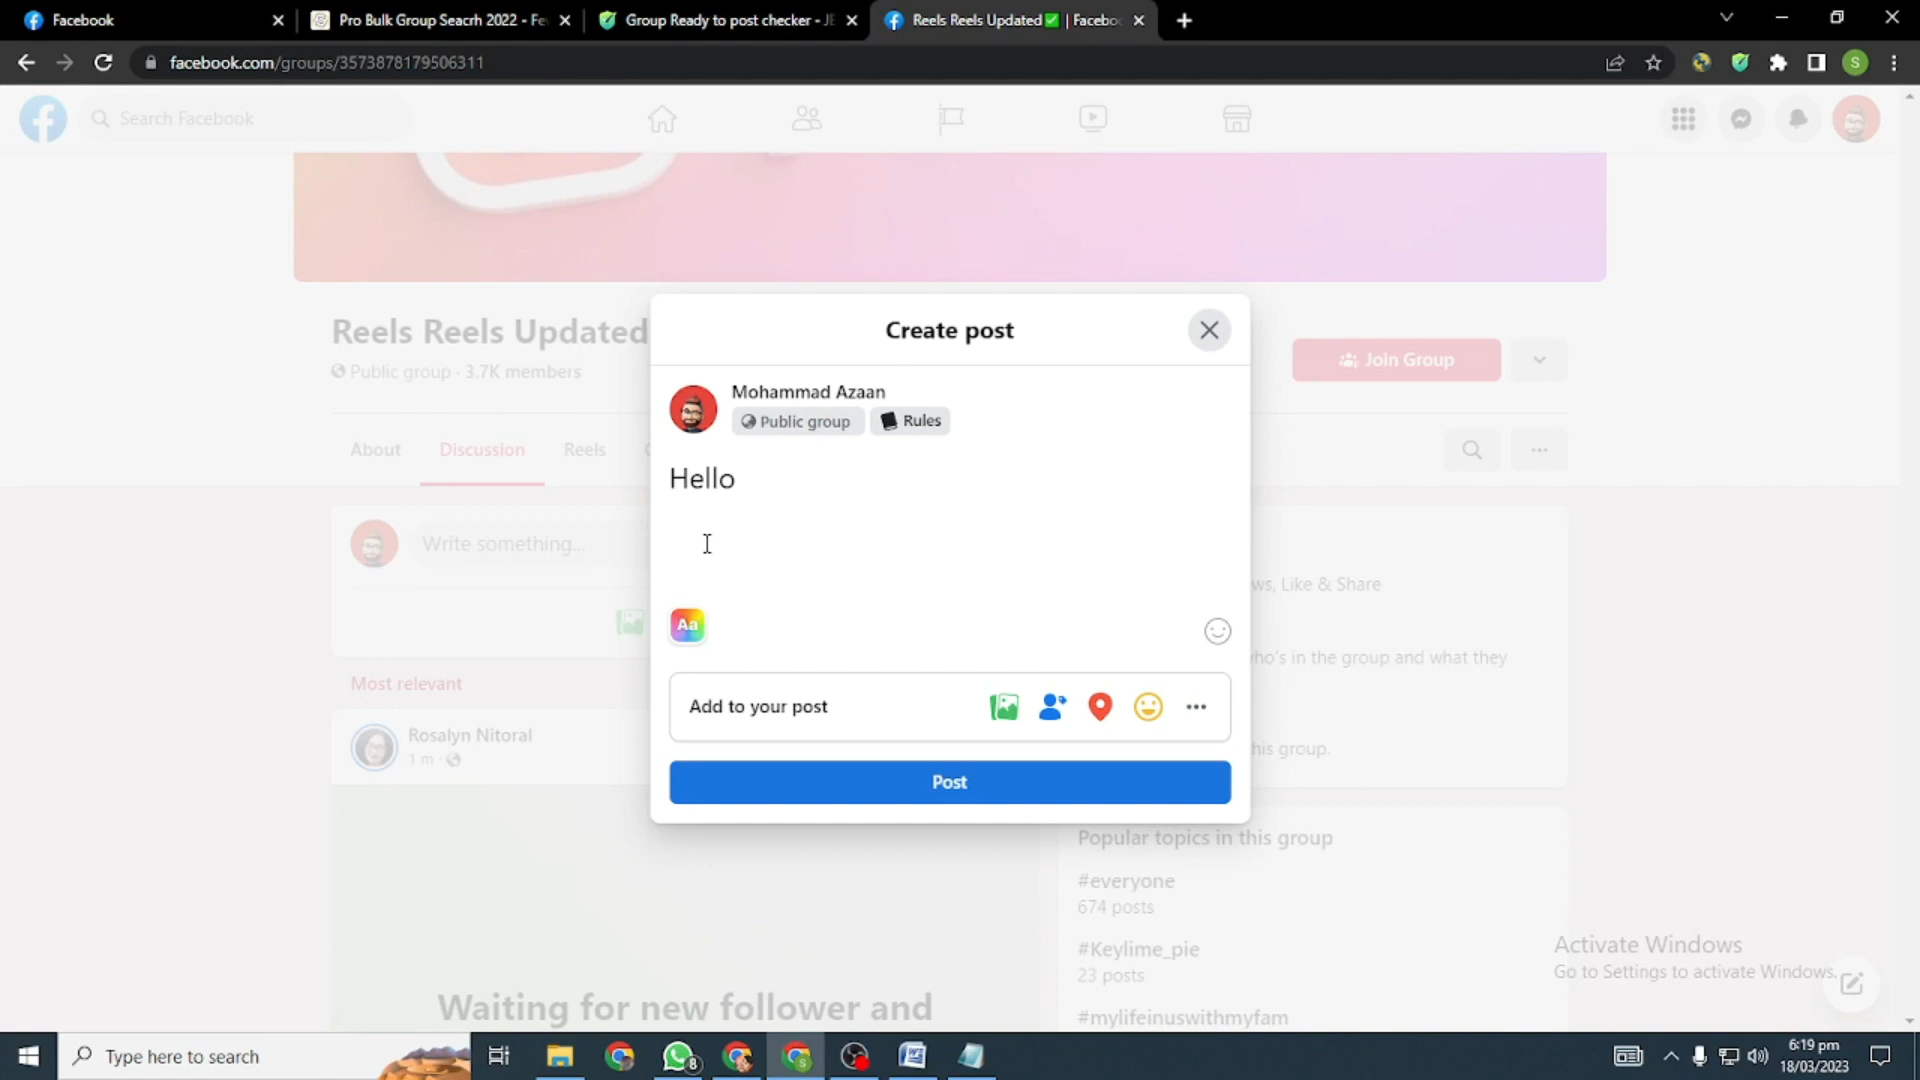 Facebook
Pro Bulk Group Seacrh 2022 - Fev
Group Ready to post checker - JE
Reels Reels Updated✅ | Facebo
facebook.com/groups/3573878179506311
S
Search Facebook
Reels Reels Updated
Public group · 3.7K members
Join Group
About
Discussion
Reels
Write something...
Most relevant
Rosalyn Nitoral
1 m ·
Waiting for new follower and
Create post
Mohammad Azaan
Public group
Rules
Hello
Aa
Add to your post
Post
ws, Like & Share
ho's in the group and what they
his group.
Popular topics in this group
#everyone
674 posts
#Keylime_pie
23 posts
#mylifeinuswithmyfam
Activate Windows
Go to Settings to activate Windows.
Type here to search
8
S
6:19 pm
18/03/2023